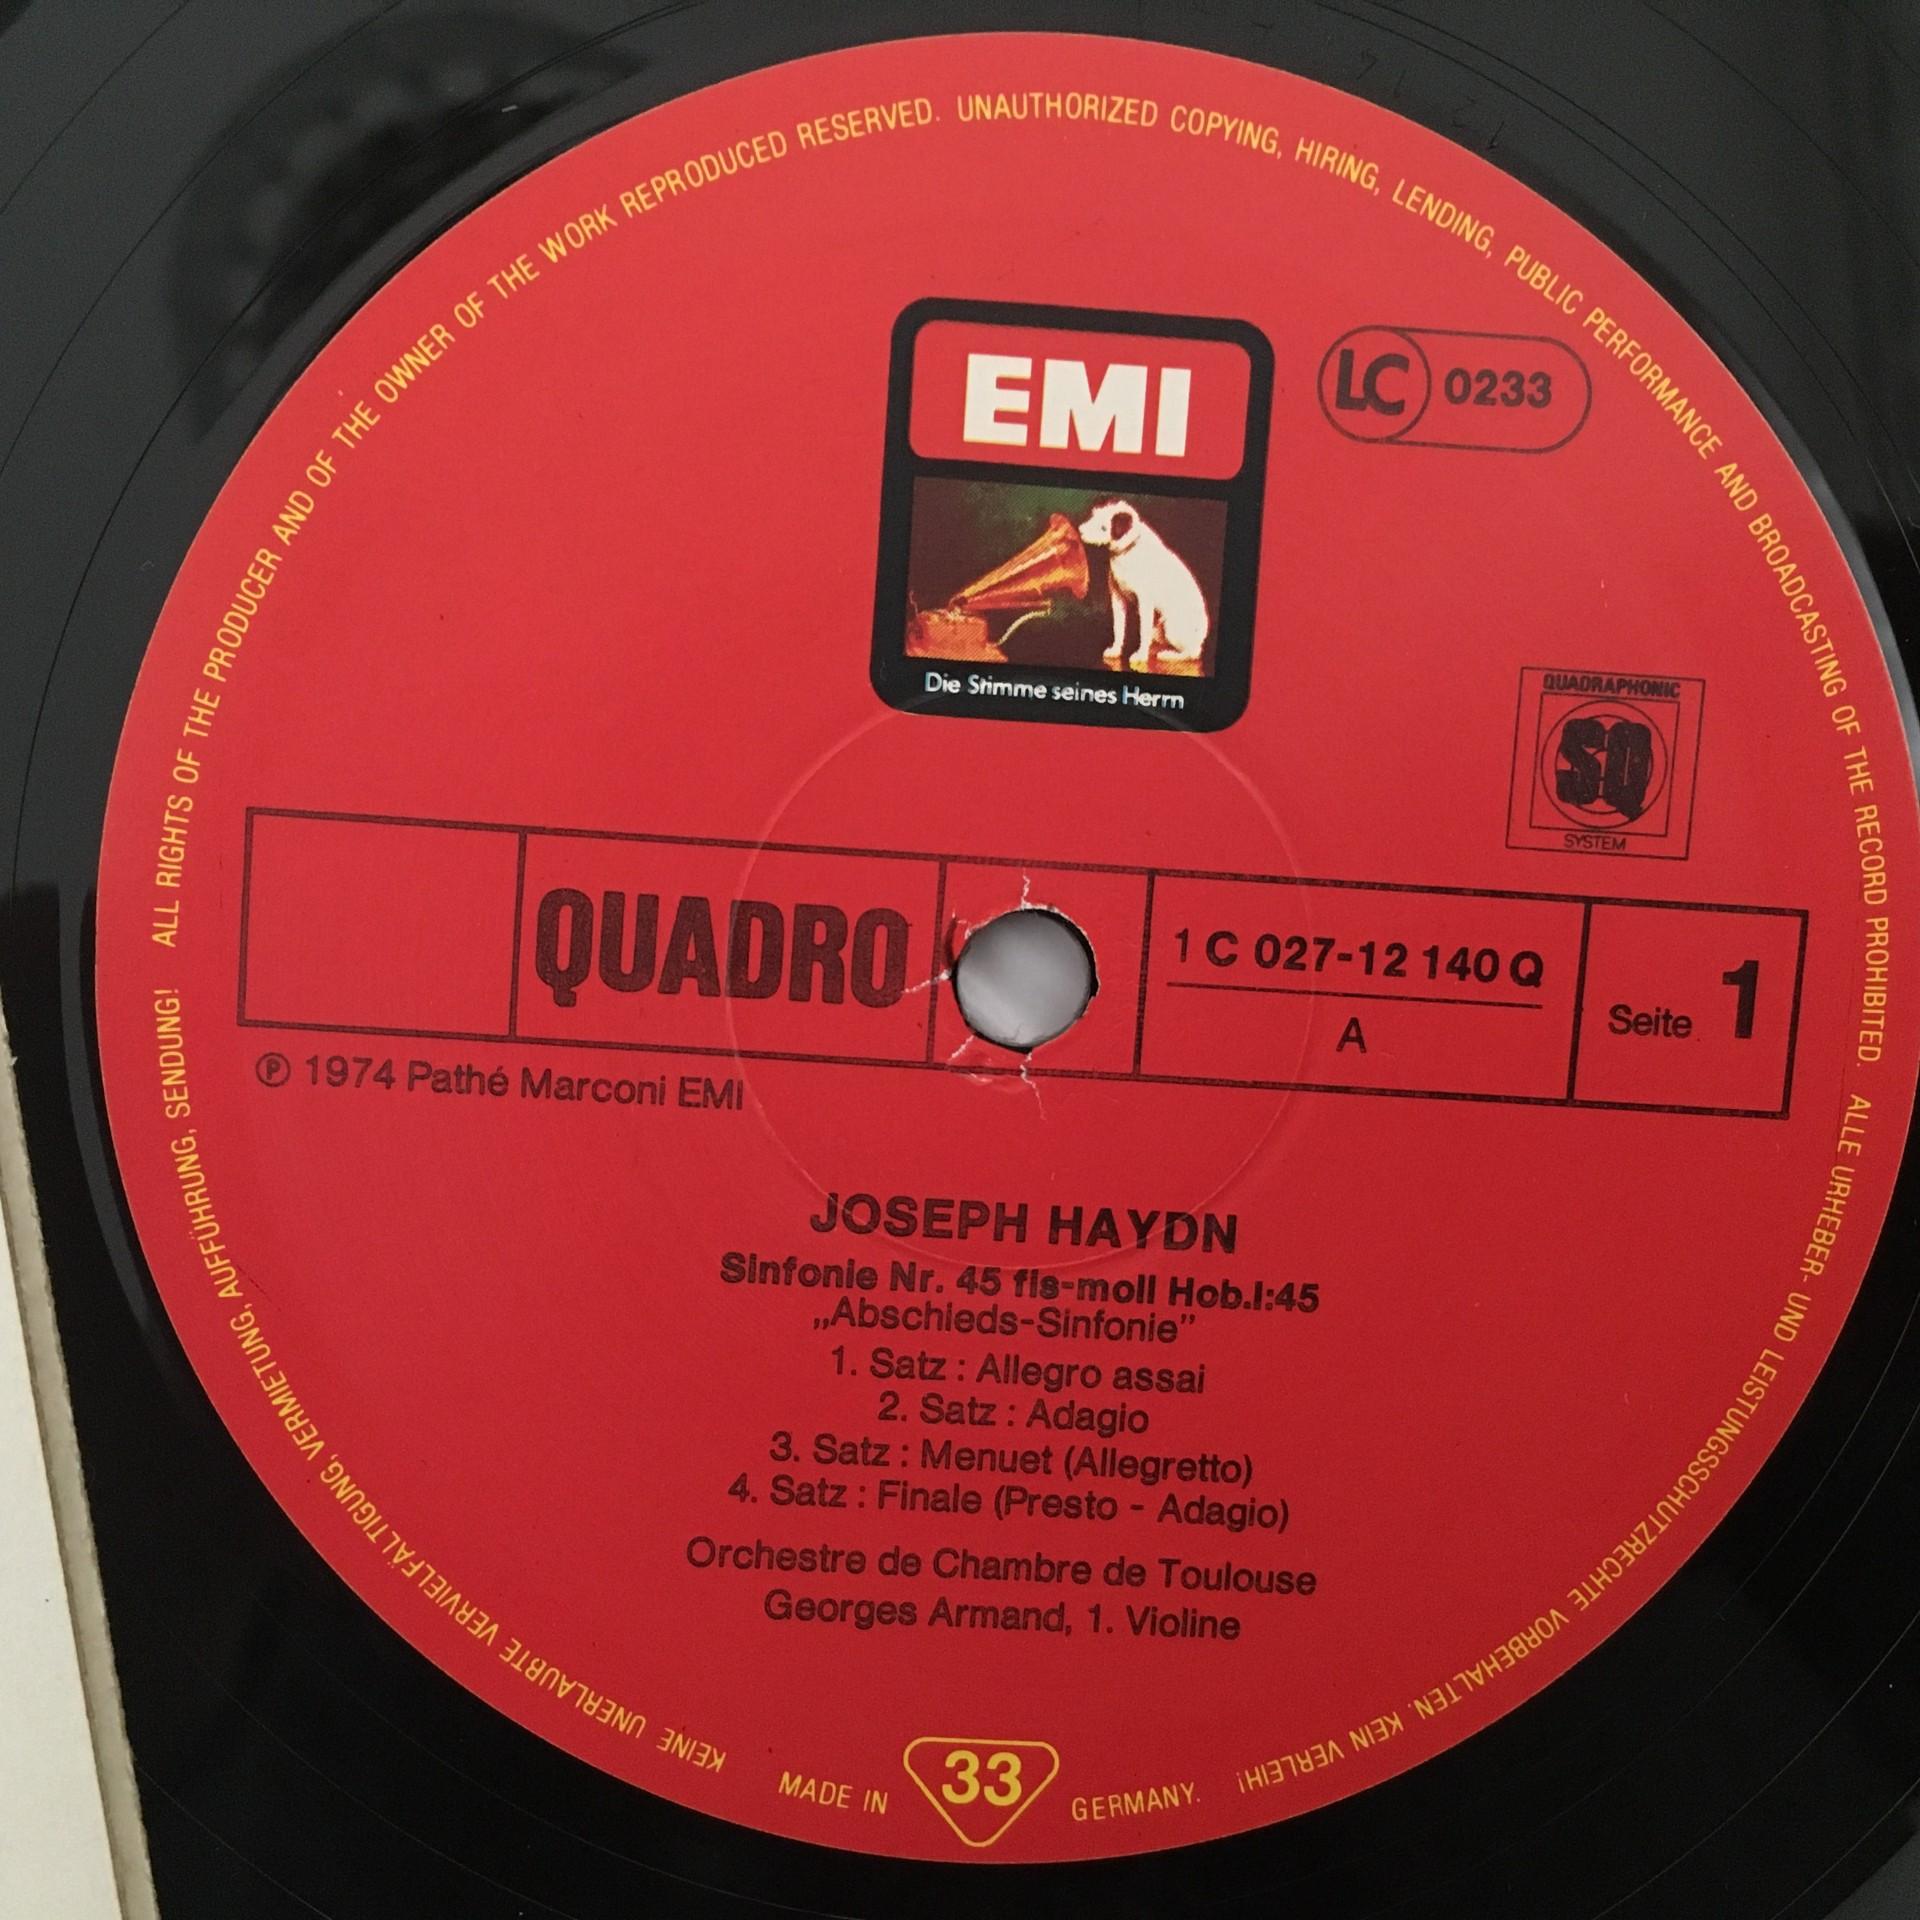 ALL RIGHTS OF THE PRODUCER AND OF THE OWNER OF THE WORK REPRODUCED RESERVED. UNAUTHORIZED COPYING, HIRING, LENDING, PUBLIC PERFORMANCE AND BROADCASTING OF THE RECORD PROHIBITED.
ALLE URHEBER- UND LEISTUNGSSCHUTZRECHTE VORBEHALTEN. KEIN VERLEIH! KEINE UNERLAUBTE VERVIELFÄLTIGUNG, VERMIETUNG, AUFFÜHRUNG, SENDUNG!
EMI
LC 0233
Die Stimme seines Herrn
QUADRAPHONIC
SQ
SYSTEM
QUADRO
1 C 027-12 140 Q
A
Seite 1
℗ 1974 Pathé Marconi EMI
JOSEPH HAYDN
Sinfonie Nr. 45 fis-moll Hob.I:45
„Abschieds-Sinfonie”
1. Satz : Allegro assai
2. Satz : Adagio
3. Satz : Menuet (Allegretto)
4. Satz : Finale (Presto - Adagio)
Orchestre de Chambre de Toulouse
Georges Armand, 1. Violine
MADE IN 33 GERMANY.